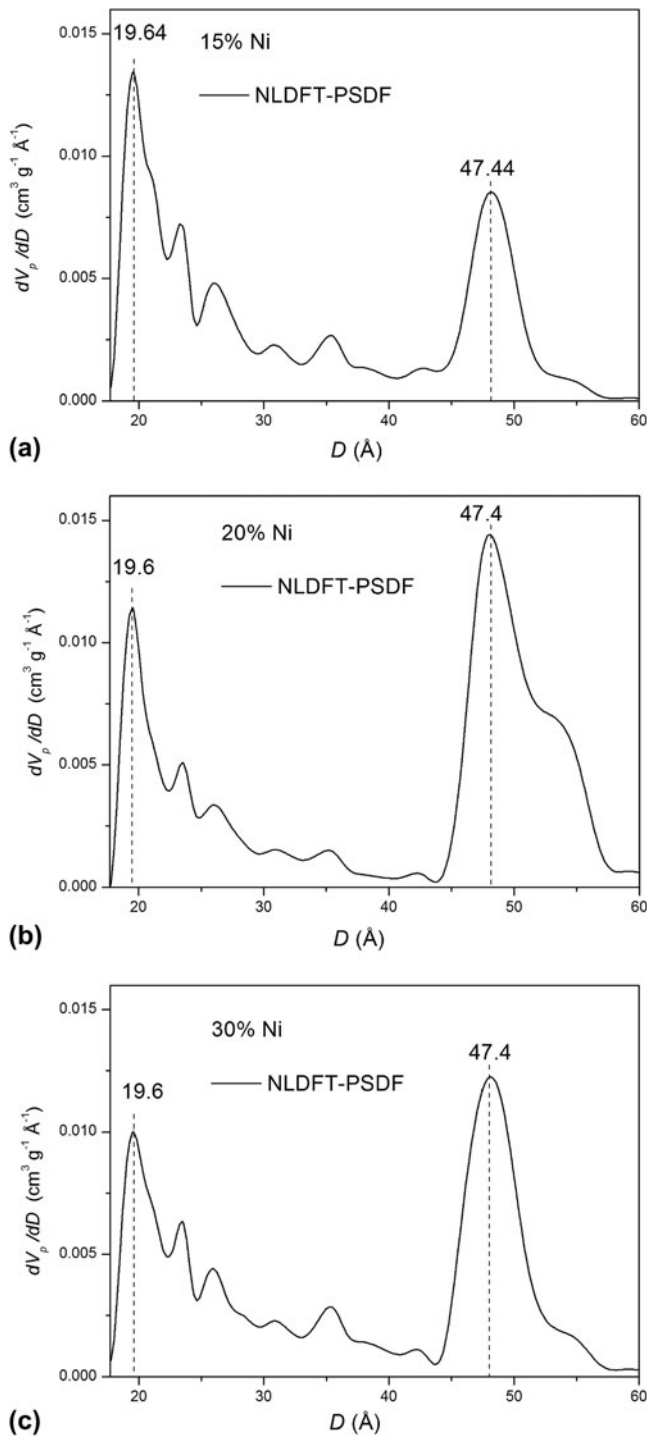 0.015
19.64
15% Ni
NLDFT-PSDF
47.44
0.010
0.005
0.000
dVp/dD (cm³ g⁻¹ Å⁻¹)
20 30 40 50 60
D (Å)
(a)
0.015
20% Ni
47.4
19.6
NLDFT-PSDF
0.010
0.005
0.000
dVp/dD (cm³ g⁻¹ Å⁻¹)
20 30 40 50 60
D (Å)
(b)
0.015
30% Ni
47.4
19.6
NLDFT-PSDF
0.010
0.005
0.000
dVp/dD (cm³ g⁻¹ Å⁻¹)
20 30 40 50 60
D (Å)
(c)